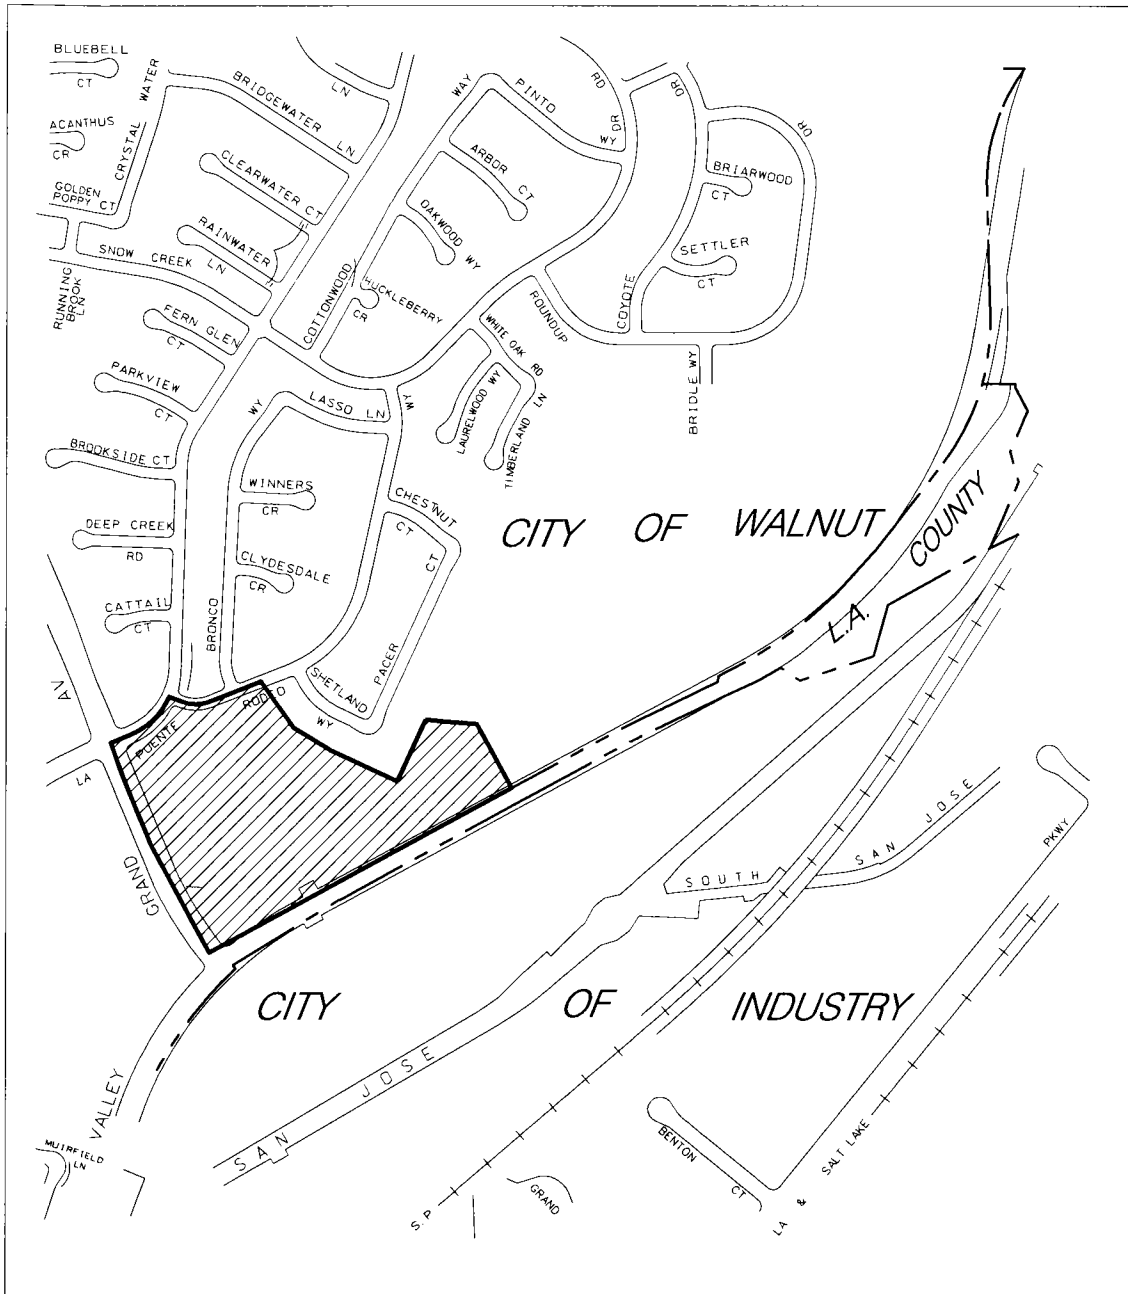 BLUEBELL
CT
CRYSTAL WATER
BRIDGEWATER LN
LN
WAY
PINTO
WY
RD
DR
DR
DR
ACANTHUS
CR
CLEARWATER CT
ARBOR CT
BRIARWOOD
CT
GOLDEN
POPPY CT
RAINWATER
LN
OAKWOOD WY
SETTLER
CT
SNOW CREEK
RUNNING
BROOK
LN
COTTONWOOD
HUCKLEBERRY
CR
ROUNDUP
COYOTE
FERN GLEN
CT
WHITE OAK RD
PARKVIEW
CT
WY
LASSO LN
WY
LAURELWOOD WY
TIMBERLAND LN
BRIDLE WY
BROOKSIDE CT
WINNERS
CR
CHESTNUT
CT
CT
CITY OF WALNUT
L.A. COUNTY
DEEP CREEK
RD
CLYDESDALE
CR
CATTAIL
CT
BRONCO
PACER
SHETLAND
WY
AV
RODEO
PUENTE
LA
GRAND
SOUTH SAN JOSE
PKWY
CITY OF INDUSTRY
SAN JOSE
VALLEY
MUIRFIELD
LN
BENTON
CT
LA & SALT LAKE
GRAND
S.P